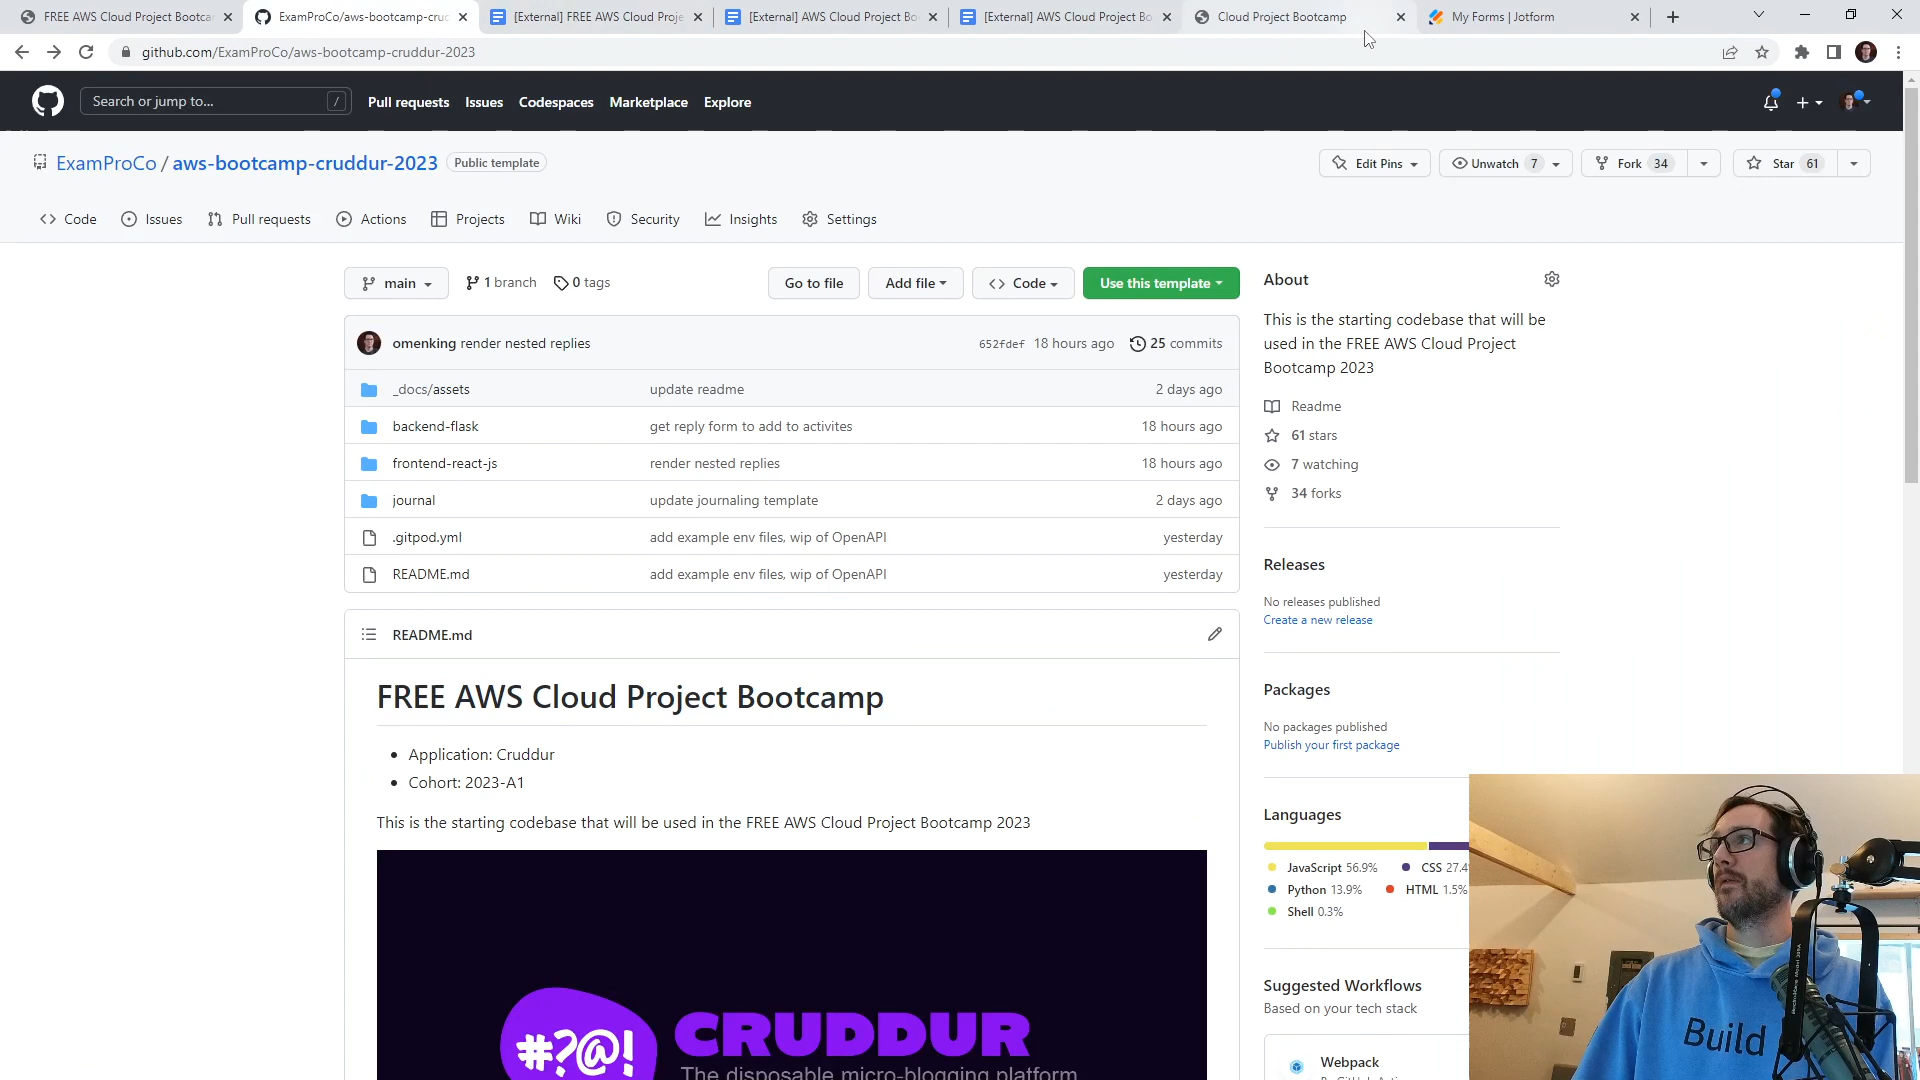 FREE AWS Cloud Project Bootca
ExamProCo/aws-bootcamp-cruc
[External] FREE AWS Cloud Proje
[External] AWS Cloud Project Bo
[External] AWS Cloud Project Bo
Cloud Project Bootcamp
My Forms | Jotform
github.com/ExamProCo/aws-bootcamp-cruddur-2023
Search or jump to... /
Pull requests Issues Codespaces Marketplace Explore
ExamProCo / aws-bootcamp-cruddur-2023 Public template
Edit Pins Unwatch 7 Fork 34 Star 61
Code Issues Pull requests Actions Projects Wiki Security Insights Settings
main 1 branch 0 tags Go to file Add file Code Use this template
omenking render nested replies 652fdef 18 hours ago 25 commits
_docs/assets update readme 2 days ago
backend-flask get reply form to add to activites 18 hours ago
frontend-react-js render nested replies 18 hours ago
journal update journaling template 2 days ago
.gitpod.yml add example env files, wip of OpenAPI yesterday
README.md add example env files, wip of OpenAPI yesterday
README.md
FREE AWS Cloud Project Bootcamp
Application: Cruddur
Cohort: 2023-A1
This is the starting codebase that will be used in the FREE AWS Cloud Project Bootcamp 2023
#?@!
CRUDDUR
The disposable micro-blogging platform
About
This is the starting codebase that will be
used in the FREE AWS Cloud Project
Bootcamp 2023
Readme
61 stars
7 watching
34 forks
Releases
No releases published
Create a new release
Packages
No packages published
Publish your first package
Languages
JavaScript 56.9% CSS 27.4
Python 13.9% HTML 1.5%
Shell 0.3%
Suggested Workflows
Based on your tech stack
Webpack
Build